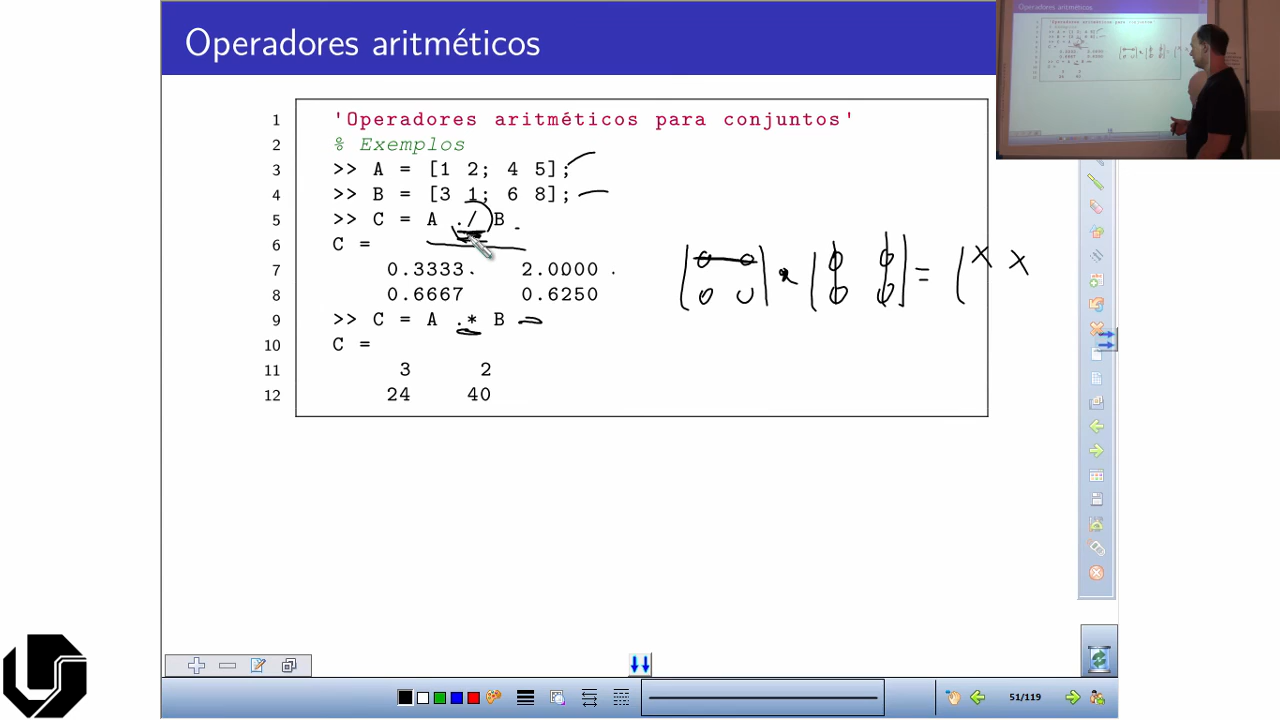 Operadores aritméticos
1 'Operadores aritméticos para conjuntos'
2 % Exemplos
3 >> A = [1 2; 4 5];
4 >> B = [3 1; 6 8];
5 >> C = A ./ B
6 C =
7 0.3333 2.0000
8 0.6667 0.6250
9 >> C = A .* B
10 C =
11 3 2
12 24 40
51/119